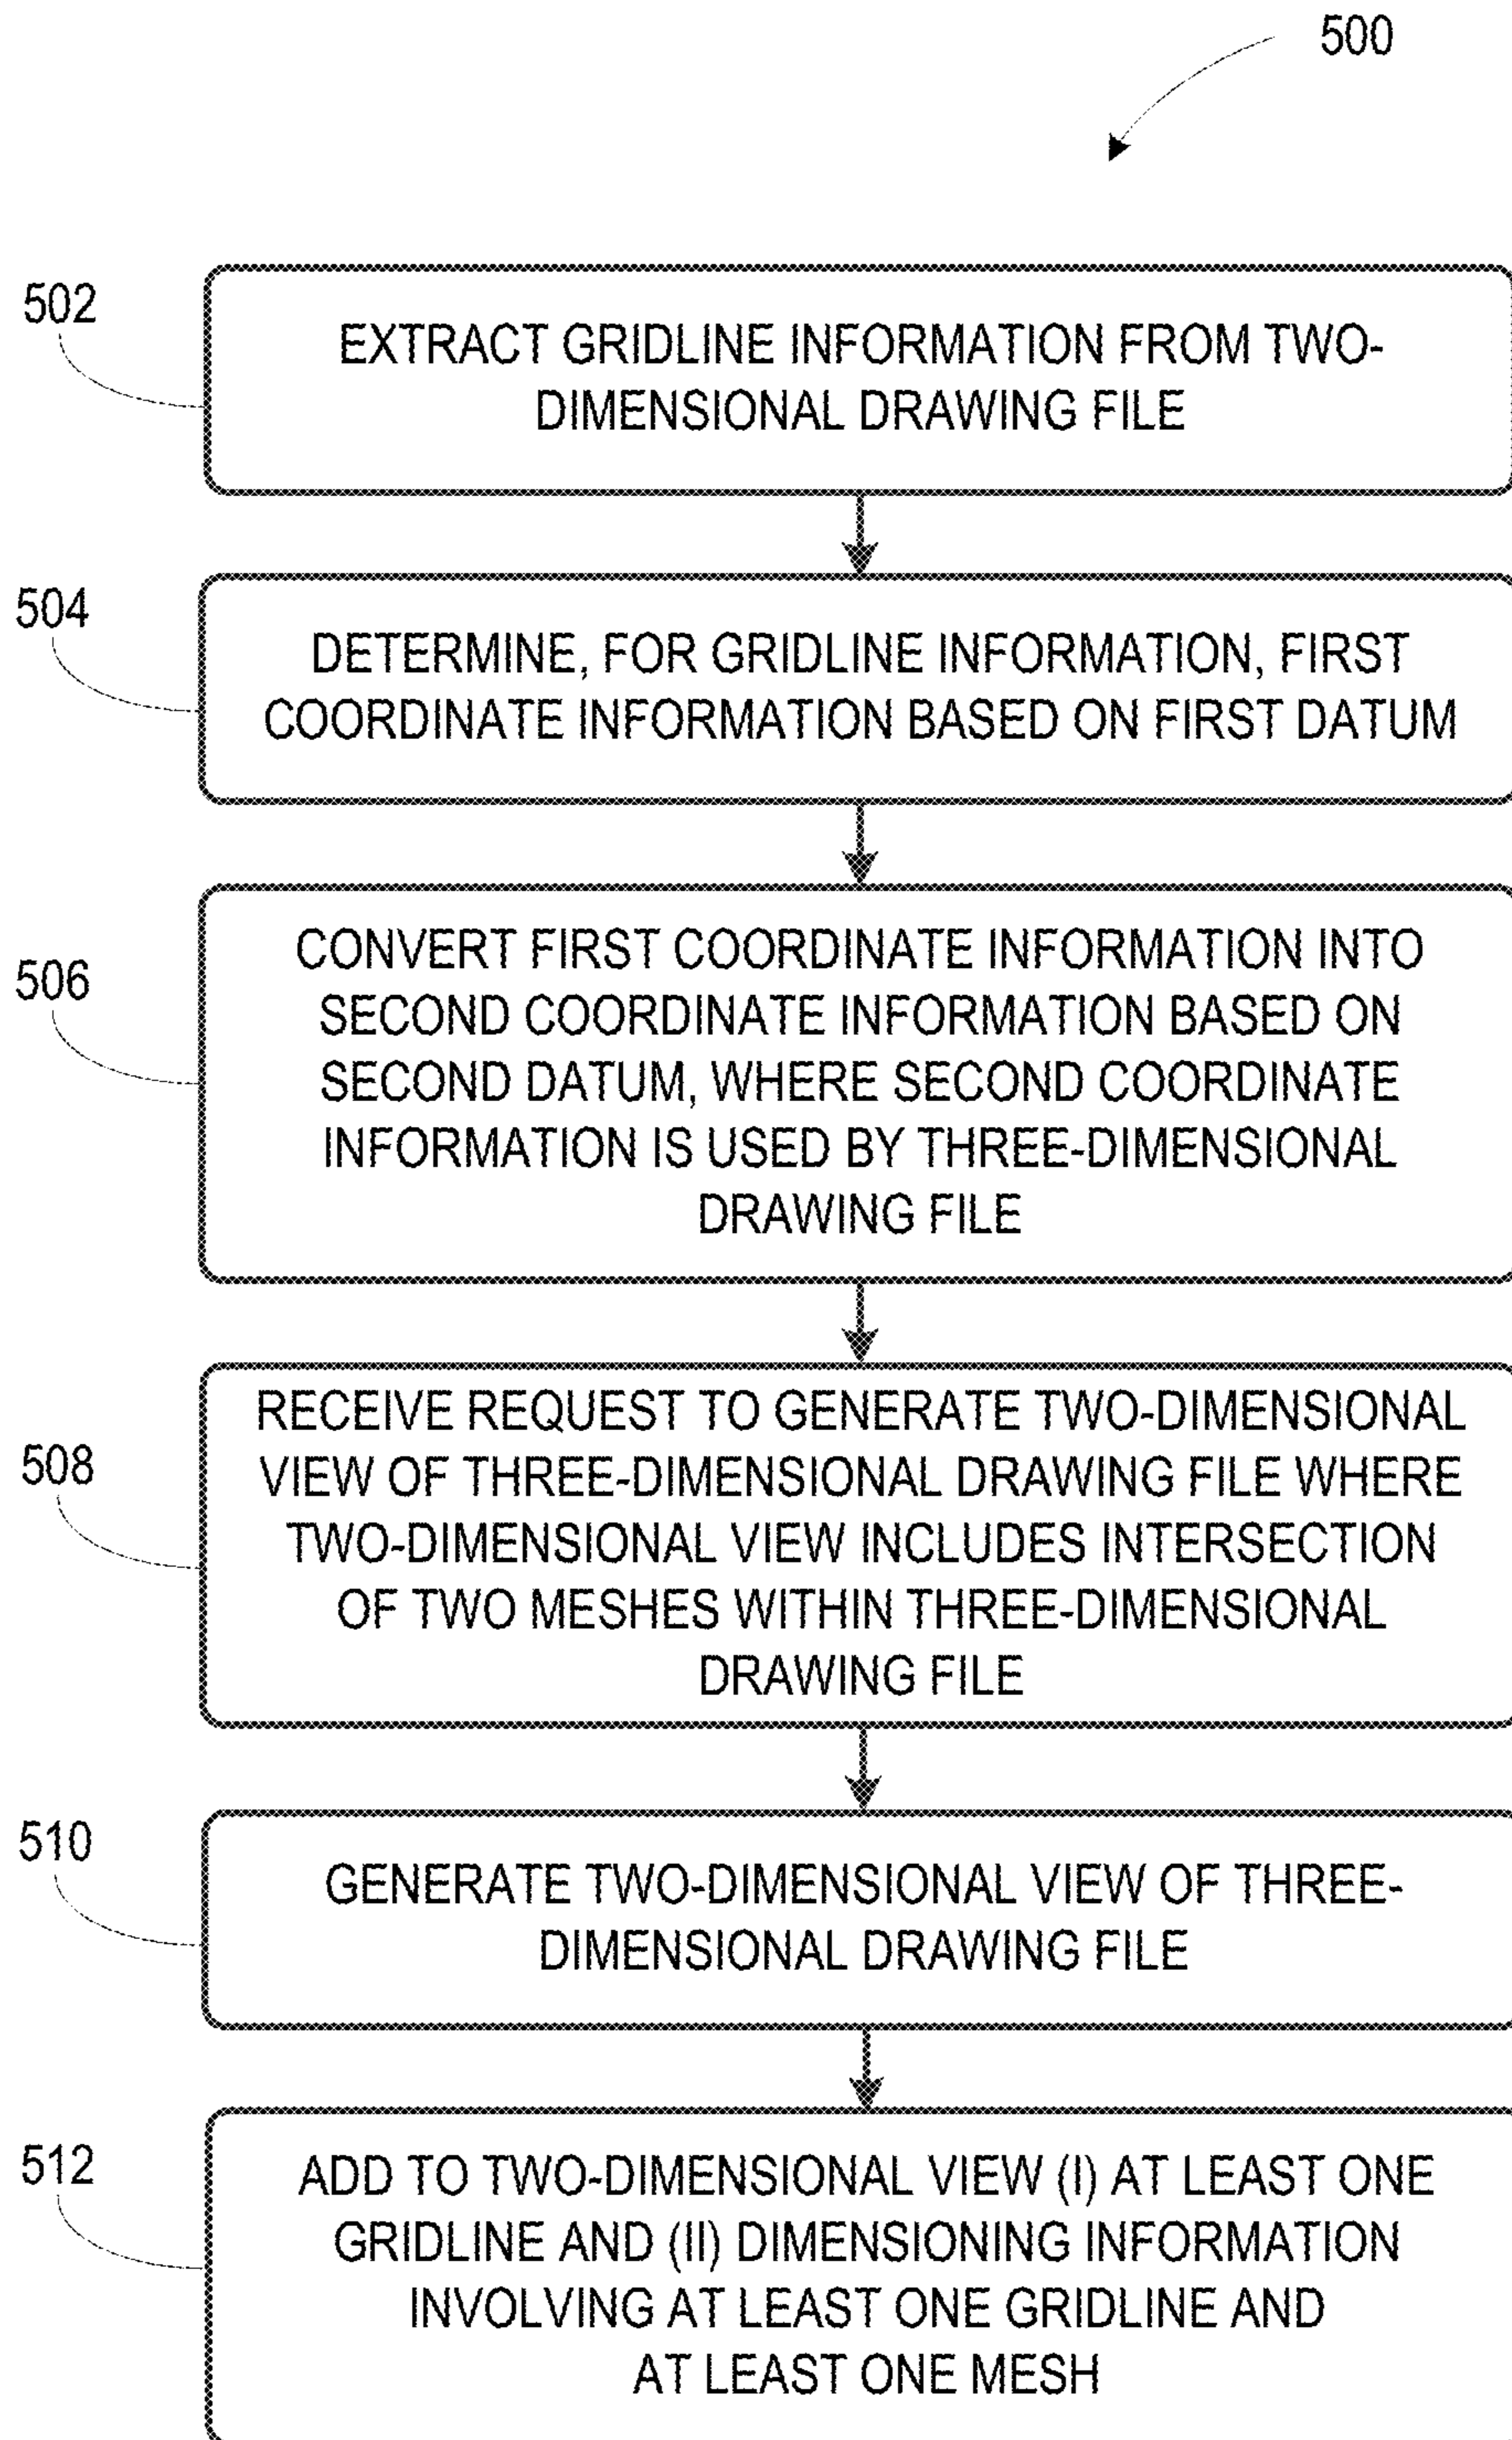 500
502
EXTRACT GRIDLINE INFORMATION FROM TWO-
DIMENSIONAL DRAWING FILE
504
DETERMINE, FOR GRIDLINE INFORMATION, FIRST
COORDINATE INFORMATION BASED ON FIRST DATUM
506
CONVERT FIRST COORDINATE INFORMATION INTO
SECOND COORDINATE INFORMATION BASED ON
SECOND DATUM, WHERE SECOND COORDINATE
INFORMATION IS USED BY THREE-DIMENSIONAL
DRAWING FILE
508
RECEIVE REQUEST TO GENERATE TWO-DIMENSIONAL
VIEW OF THREE-DIMENSIONAL DRAWING FILE WHERE
TWO-DIMENSIONAL VIEW INCLUDES INTERSECTION
OF TWO MESHES WITHIN THREE-DIMENSIONAL
DRAWING FILE
510
GENERATE TWO-DIMENSIONAL VIEW OF THREE-
DIMENSIONAL DRAWING FILE
512
ADD TO TWO-DIMENSIONAL VIEW (I) AT LEAST ONE
GRIDLINE AND (II) DIMENSIONING INFORMATION
INVOLVING AT LEAST ONE GRIDLINE AND
AT LEAST ONE MESH